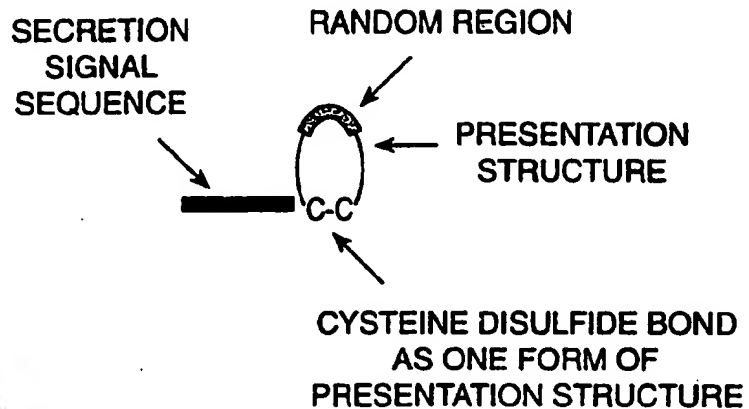 SECRETION
SIGNAL
SEQUENCE
RANDOM REGION
PRESENTATION
STRUCTURE
C-C
CYSTEINE DISULFIDE BOND
AS ONE FORM OF
PRESENTATION STRUCTURE